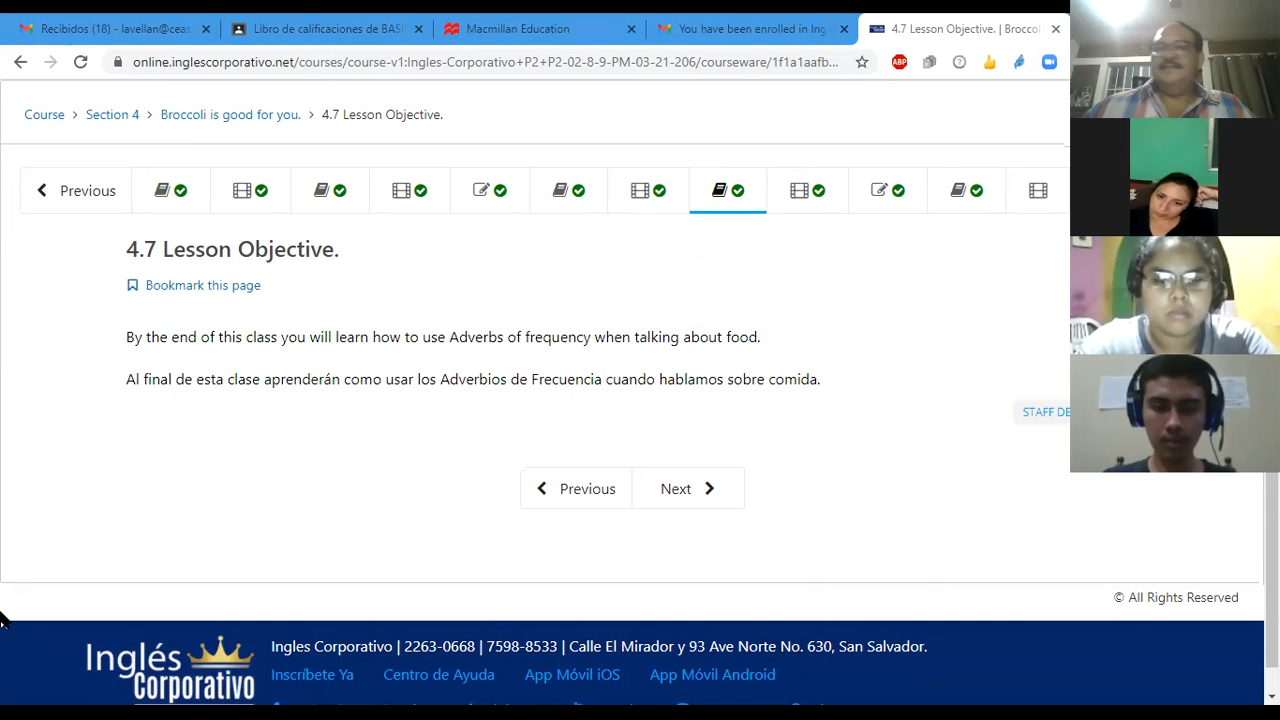 Recibidos (18) - lavellan@ceas
Libro de calificaciones de BASI
Macmillan Education
You have been enrolled in Ing
4.7 Lesson Objective. | Broccol
online.inglescorporativo.net/courses/course-v1:Ingles-Corporativo+P2+P2-02-8-9-PM-03-21-206/courseware/1f1a1aafb...
ABP
Course > Section 4 > Broccoli is good for you. > 4.7 Lesson Objective.
Previous
4.7 Lesson Objective.
Bookmark this page
By the end of this class you will learn how to use Adverbs of frequency when talking about food.
Al final de esta clase aprenderán como usar los Adverbios de Frecuencia cuando hablamos sobre comida.
STAFF DE
Previous Next
© All Rights Reserved
Inglés Corporativo
Ingles Corporativo | 2263-0668 | 7598-8533 | Calle El Mirador y 93 Ave Norte No. 630, San Salvador.
Inscríbete Ya Centro de Ayuda App Móvil iOS App Móvil Android